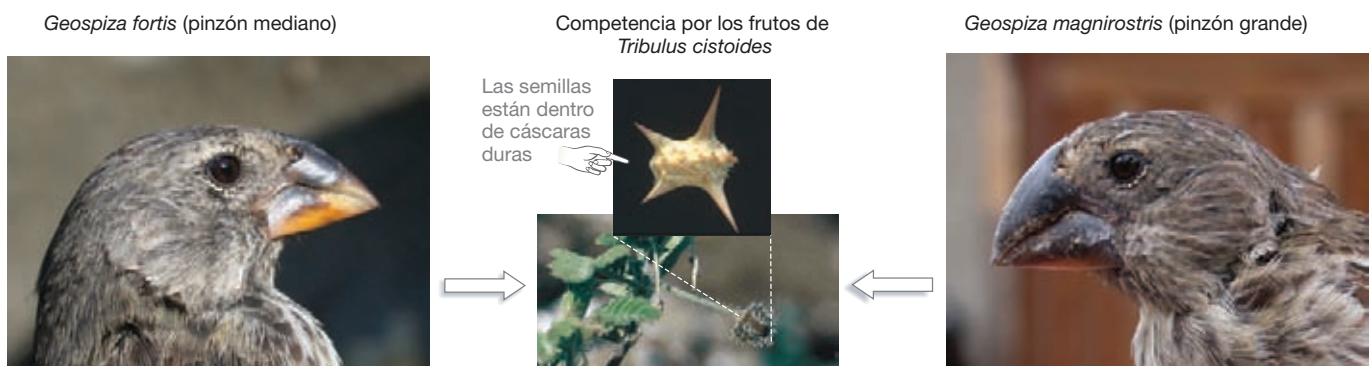 Geospiza fortis (pinzón mediano)
Competencia por los frutos de
Tribulus cistoides
Geospiza magnirostris (pinzón grande)
Las semillas
están dentro
de cáscaras
duras